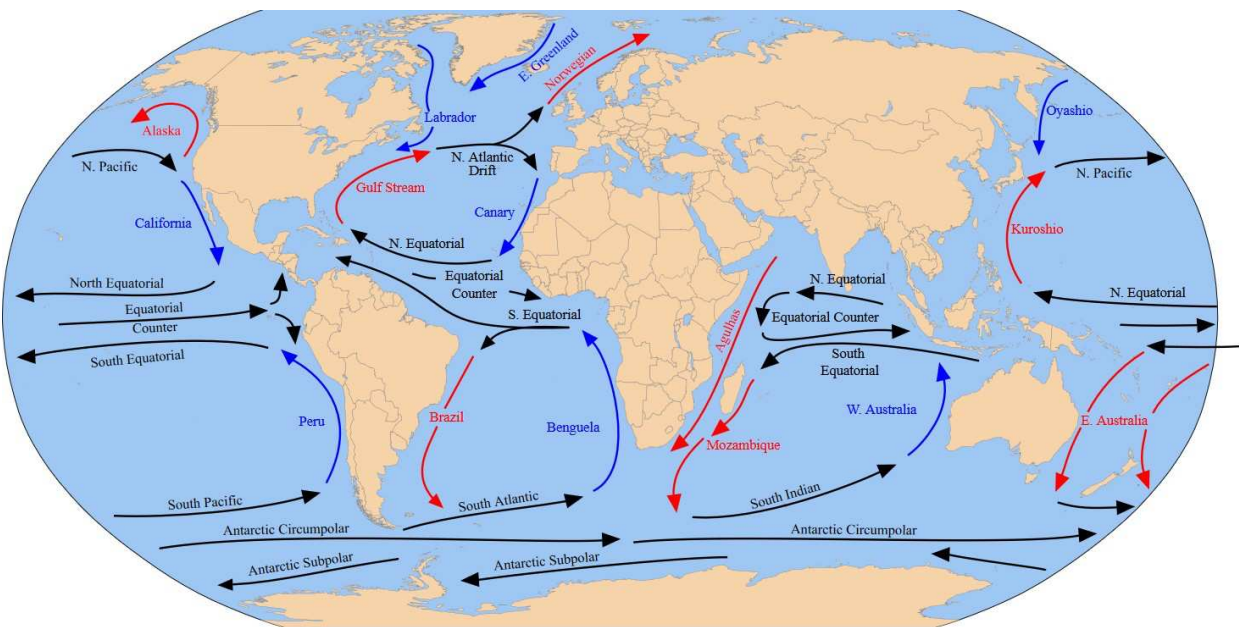 E. Greenland
Norwegian
Labrador
Oyashio
Alaska
N. Pacific
N. Atlantic
Drift
N. Pacific
Gulf Stream
California
Canary
Kuroshio
N. Equatorial
North Equatorial
Equatorial
Counter
N. Equatorial
N. Equatorial
Equatorial
Counter
S. Equatorial
Equatorial Counter
South Equatorial
Agulhas
South
Equatorial
Peru
Brazil
Benguela
W. Australia
E. Australia
Mozambique
South Pacific
South Atlantic
South Indian
Antarctic Circumpolar
Antarctic Circumpolar
Antarctic Subpolar
Antarctic Subpolar